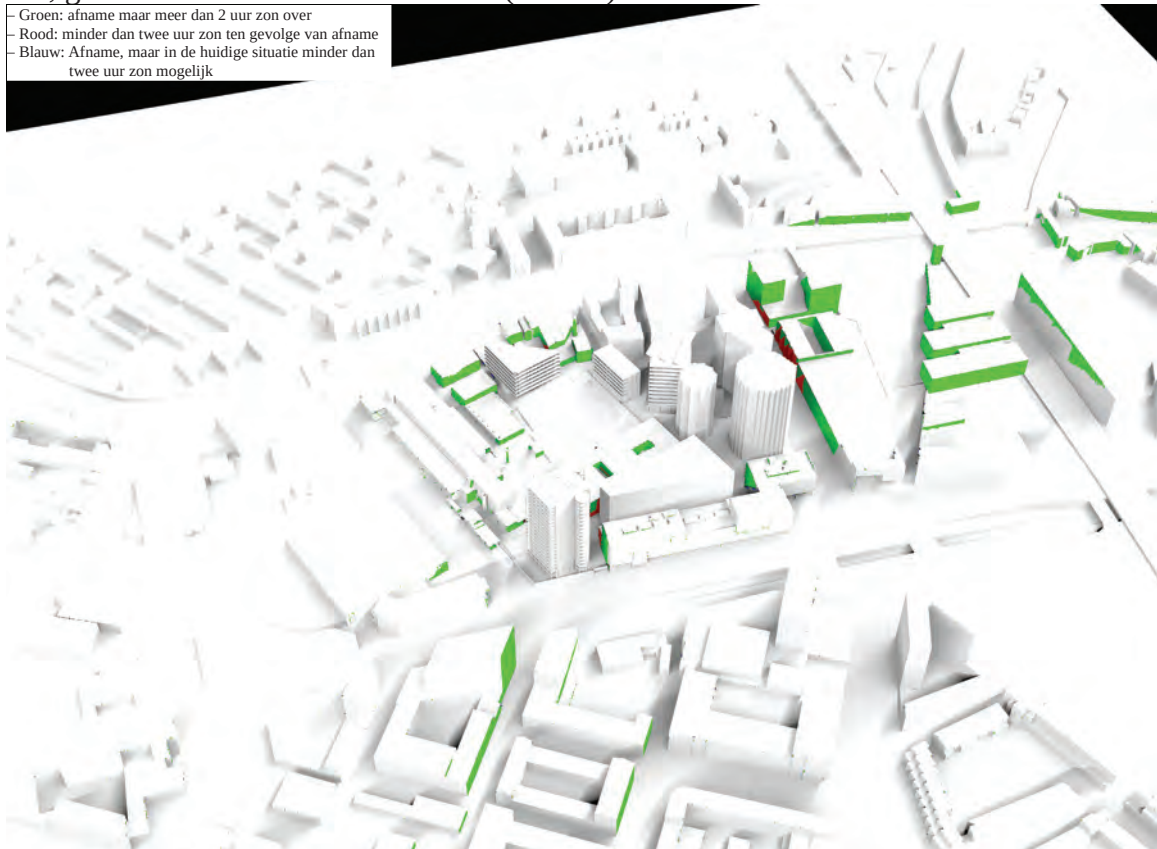 – Groen: afname maar meer dan 2 uur zon over
– Rood: minder dan twee uur zon ten gevolge van afname
– Blauw: Afname, maar in de huidige situatie minder dan
twee uur zon mogelijk